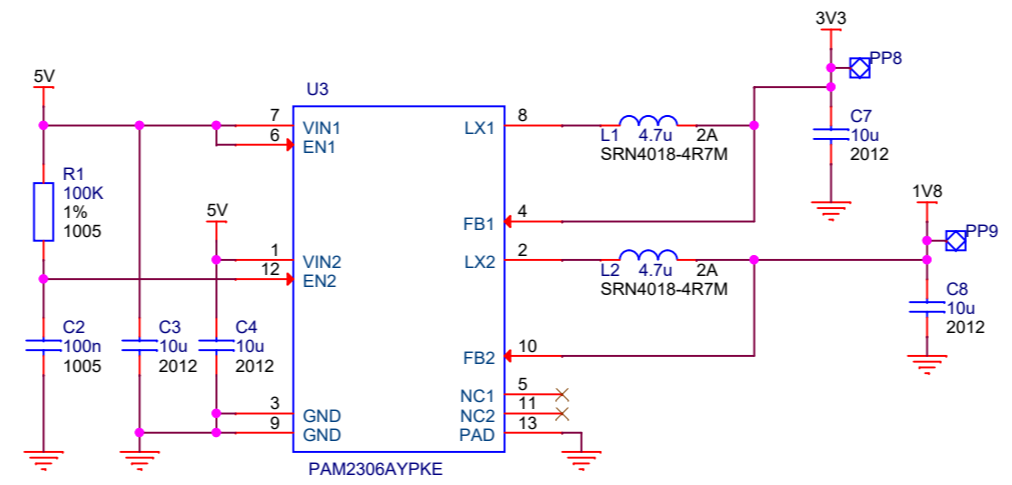 3V3
PP8
5V
U3
7
VIN1
6
EN1
LX1
8
L1 4.7u 2A
SRN4018-4R7M
C7
10u
2012
R1
100K
1%
1005
5V
FB1
4
1V8
PP9
1
VIN2
12
EN2
LX2
2
L2 4.7u 2A
SRN4018-4R7M
C8
10u
2012
C2
100n
1005
C3
10u
2012
C4
10u
2012
FB2
10
NC1
5
NC2
11
PAD
13
3
GND
9
GND
PAM2306AYPKE